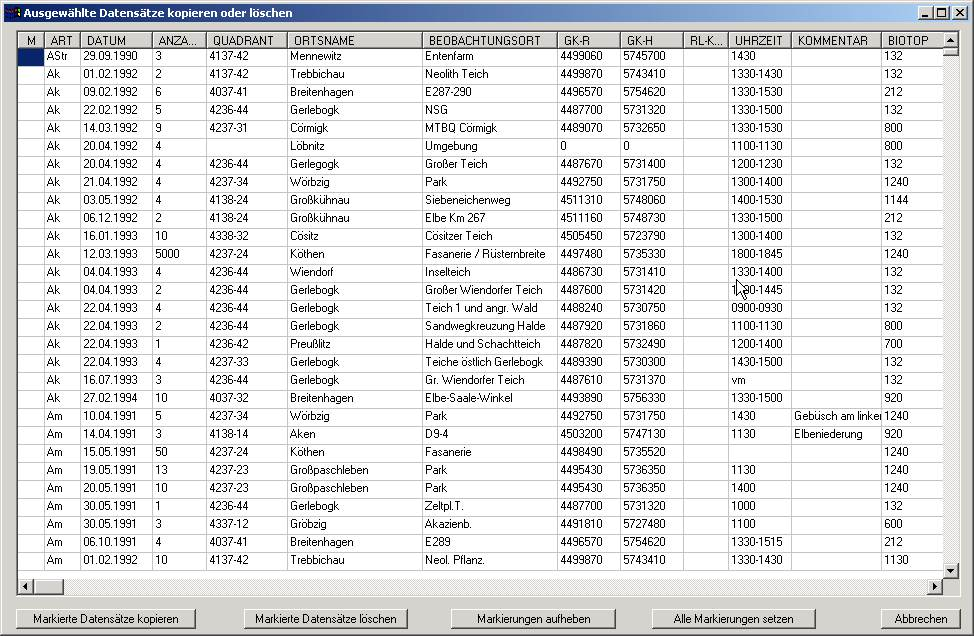 Ausgewählte Datensätze kopieren oder löschen
M ART DATUM ANZA... QUADRANT ORTSNAME BEOBACHTUNGSORT GK-R GK-H RL-K... UHRZEIT KOMMENTAR BIOTOP
AStr 29.09.1990 3 4137-42 Mennewitz Entenfarm 4499060 5745700 1430 132
Ak 01.02.1992 2 4137-42 Trebbichau Neolith Teich 4499870 5743410 1330-1430 132
Ak 09.02.1992 6 4037-41 Breitenhagen E287-290 4496570 5754620 1330-1530 212
Ak 22.02.1992 5 4236-44 Gerlebogk NSG 4487700 5731320 1330-1500 132
Ak 14.03.1992 9 4237-31 Cörmigk MTBQ Cörmigk 4489070 5732650 1330-1530 800
Ak 20.04.1992 4 Löbnitz Umgebung 0 0 1100-1130 800
Ak 20.04.1992 4 4236-44 Gerlegogk Großer Teich 4487670 5731400 1200-1230 132
Ak 21.04.1992 4 4237-34 Wörbzig Park 4492750 5731750 1300-1400 1240
Ak 03.05.1992 4 4138-24 Großkühnau Siebeneichenweg 4511310 5748060 1400-1530 1144
Ak 06.12.1992 2 4138-24 Großkühnau Elbe Km 267 4511160 5748730 1330-1500 212
Ak 16.01.1993 10 4338-32 Cösitz Cösitzer Teich 4505450 5723790 1300-1400 132
Ak 12.03.1993 5000 4237-24 Köthen Fasanerie / Rüsternbreite 4497480 5735330 1800-1845 1240
Ak 04.04.1993 4 4236-44 Wiendorf Inselteich 4486730 5731410 1330-1400 132
Ak 04.04.1993 2 4236-44 Gerlebogk Großer Wiendorfer Teich 4487600 5731420 132
Ak 22.04.1993 4 4236-44 Gerlebogk Teich 1 und angr. Wald 4488240 5730750 0900-0930 132
Ak 22.04.1993 2 4236-44 Gerlebogk Sandwegkreuzung Halde 4487920 5731860 1100-1130 800
Ak 22.04.1993 1 4236-42 Preußlitz Halde und Schachtteich 4487820 5732490 1200-1400 700
Ak 22.04.1993 4 4237-33 Gerlebogk Teiche östlich Gerlebogk 4489390 5730300 1430-1500 132
Ak 16.07.1993 3 4236-44 Gerlebogk Gr. Wiendorfer Teich 4487610 5731370 vm 132
Ak 27.02.1994 10 4037-32 Breitenhagen Elbe-Saale-Winkel 4493890 5756330 1330-1500 920
Am 10.04.1991 5 4237-34 Wörbzig Park 4492750 5731750 1430 Gebüsch am linken 1240
Am 14.04.1991 3 4138-14 Aken D9-4 4503200 5747130 1130 Elbeniederung 920
Am 15.05.1991 50 4237-24 Köthen Fasanerie 4498490 5735520 1240
Am 19.05.1991 13 4237-23 Großpaschleben Park 4495430 5736350 1130 1240
Am 20.05.1991 10 4237-23 Großpaschleben Park 4495430 5736350 1400 1240
Am 30.05.1991 1 4236-44 Gerlebogk Zeltpl.T. 4487700 5731320 1000 132
Am 30.05.1991 3 4337-12 Gröbzig Akazienb. 4491810 5727480 1100 600
Am 06.10.1991 4 4037-41 Breitenhagen E289 4496570 5754620 1330-1515 212
Am 01.02.1992 10 4137-42 Trebbichau Neol. Pflanz. 4499870 5743410 1330-1430 1130
Markierte Datensätze kopieren Markierte Datensätze löschen Markierungen aufheben Alle Markierungen setzen Abbrechen